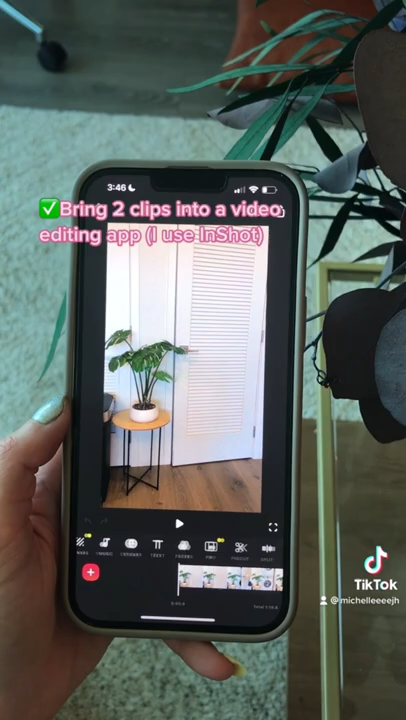 3:46
✅Bring 2 clips into a video
editing app (I use InShot)
TikTok
@michelleeeejh